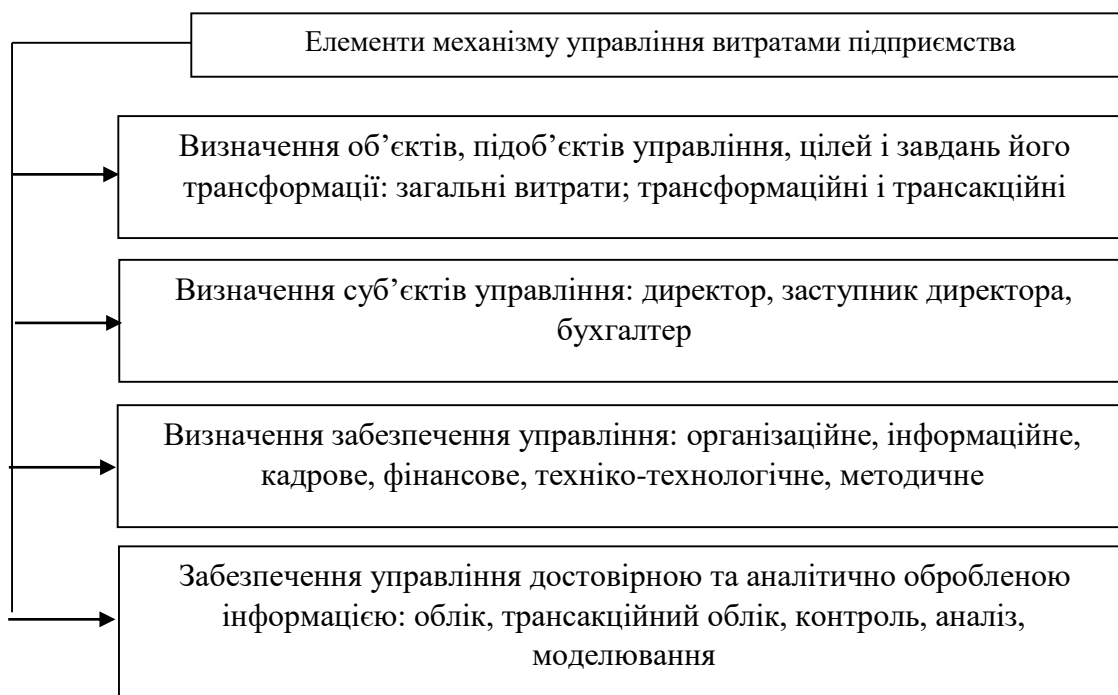 Елементи механізму управління витратами підприємства
Визначення об’єктів, підоб’єктів управління, цілей і завдань його
трансформації: загальні витрати; трансформаційні і трансакційні
Визначення суб’єктів управління: директор, заступник директора,
бухгалтер
Визначення забезпечення управління: організаційне, інформаційне,
кадрове, фінансове, техніко-технологічне, методичне
Забезпечення управління достовірною та аналітично обробленою
інформацією: облік, трансакційний облік, контроль, аналіз,
моделювання